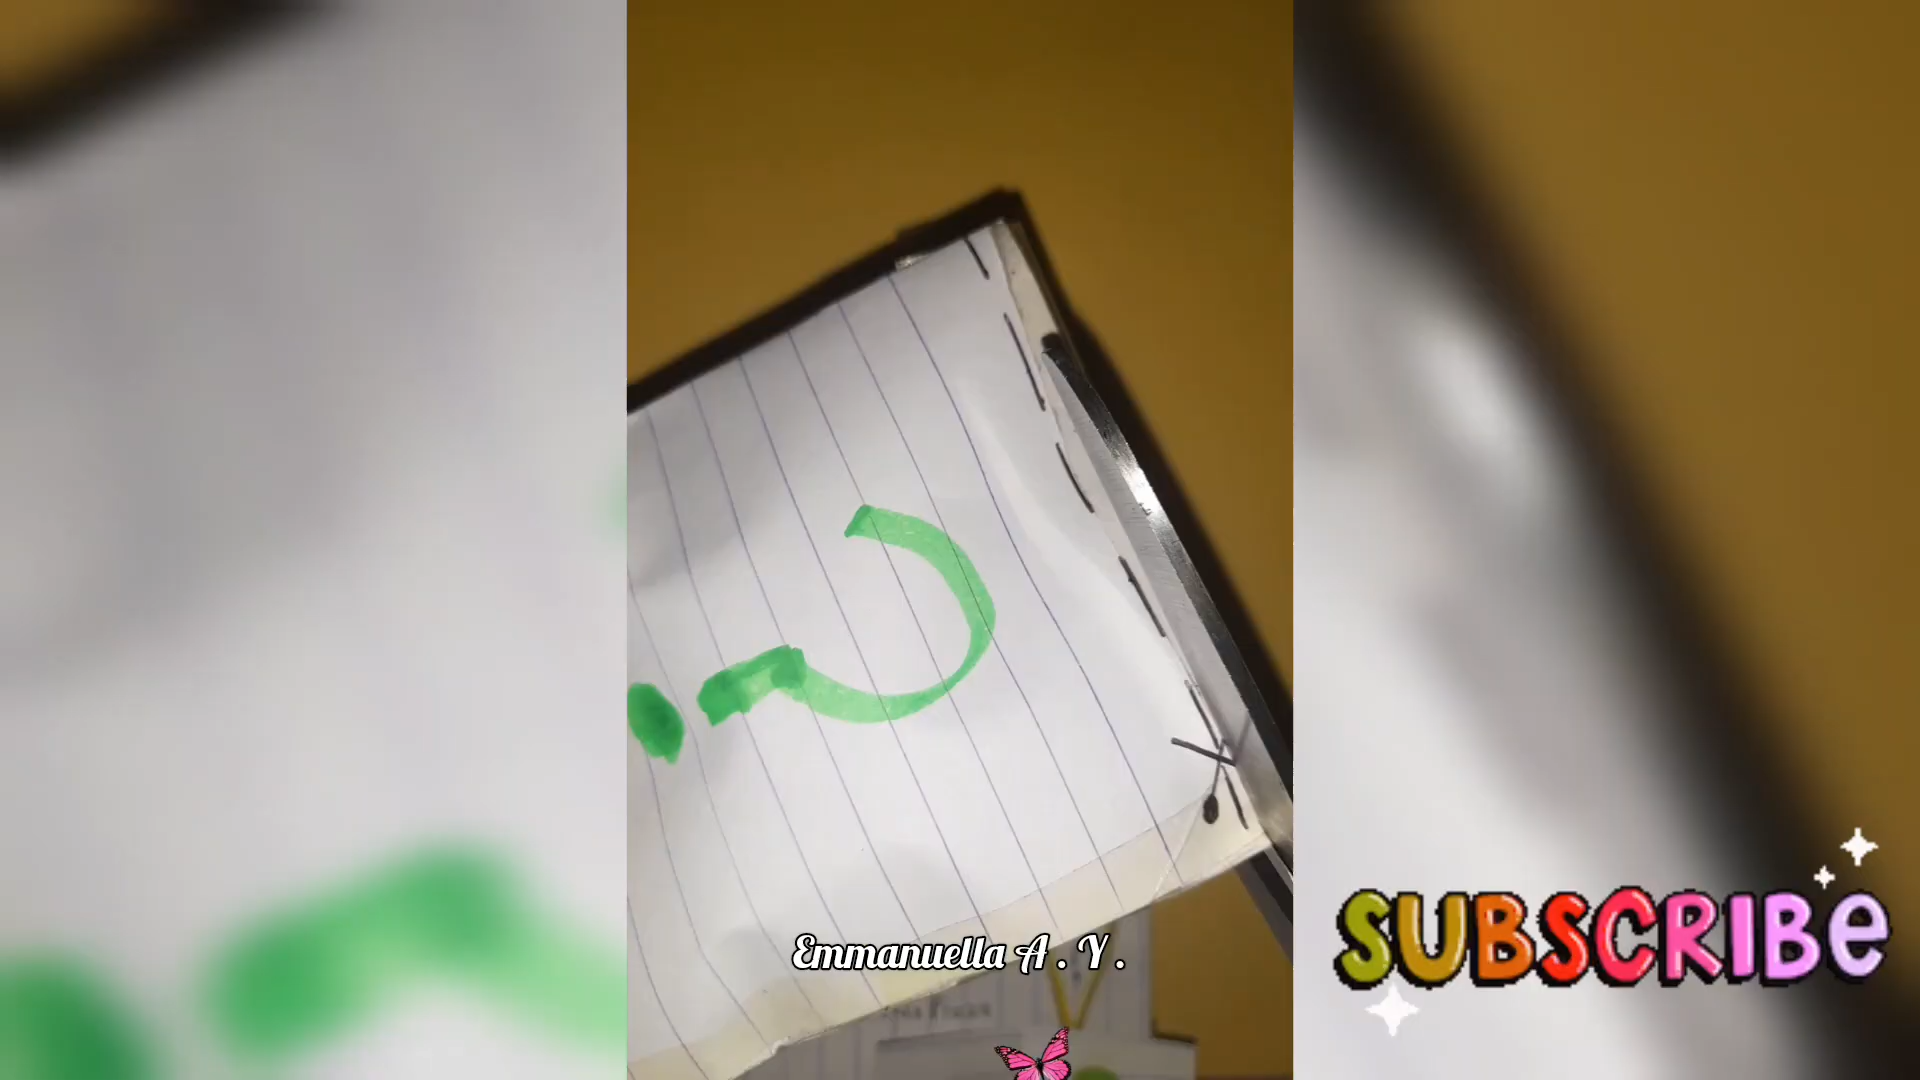 ?
Emmanuella A . Y .
SUBSCRIBE